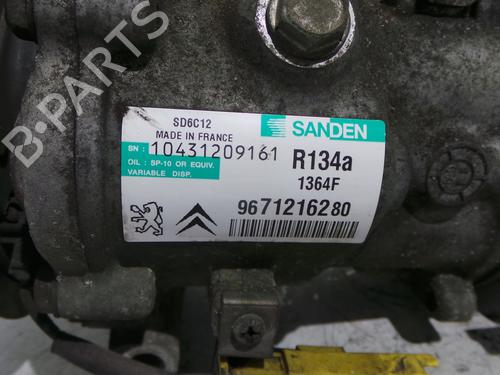 B-PARTS
SD6C12
MADE IN FRANCE
SANDEN
SN : 10431209161
OIL : SP-10 OR EQUIV.
VARIABLE DISP.
R134a
1364F
9671216280